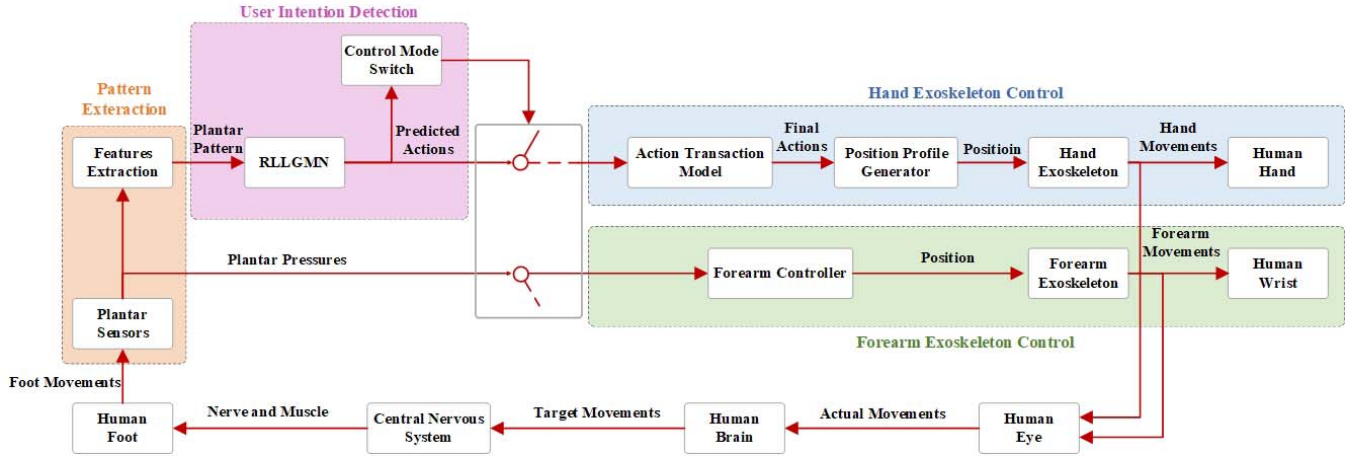 User Intention Detection
Control Mode
Switch
Pattern
Exteraction
Hand Exoskeleton Control
Plantar
Pattern
Predicted
Actions
Final
Actions
Hand
Movements
Features
Extraction
RLLGMN
Action Transaction
Model
Position Profile
Generator
Positioin
Hand
Exoskeleton
Human
Hand
Plantar Pressures
Forearm
Movements
Forearm Controller
Position
Forearm
Exoskeleton
Human
Wrist
Plantar
Sensors
Forearm Exoskeleton Control
Foot Movements
Human
Foot
Nerve and Muscle
Central Nervous
System
Target Movements
Human
Brain
Actual Movements
Human
Eye